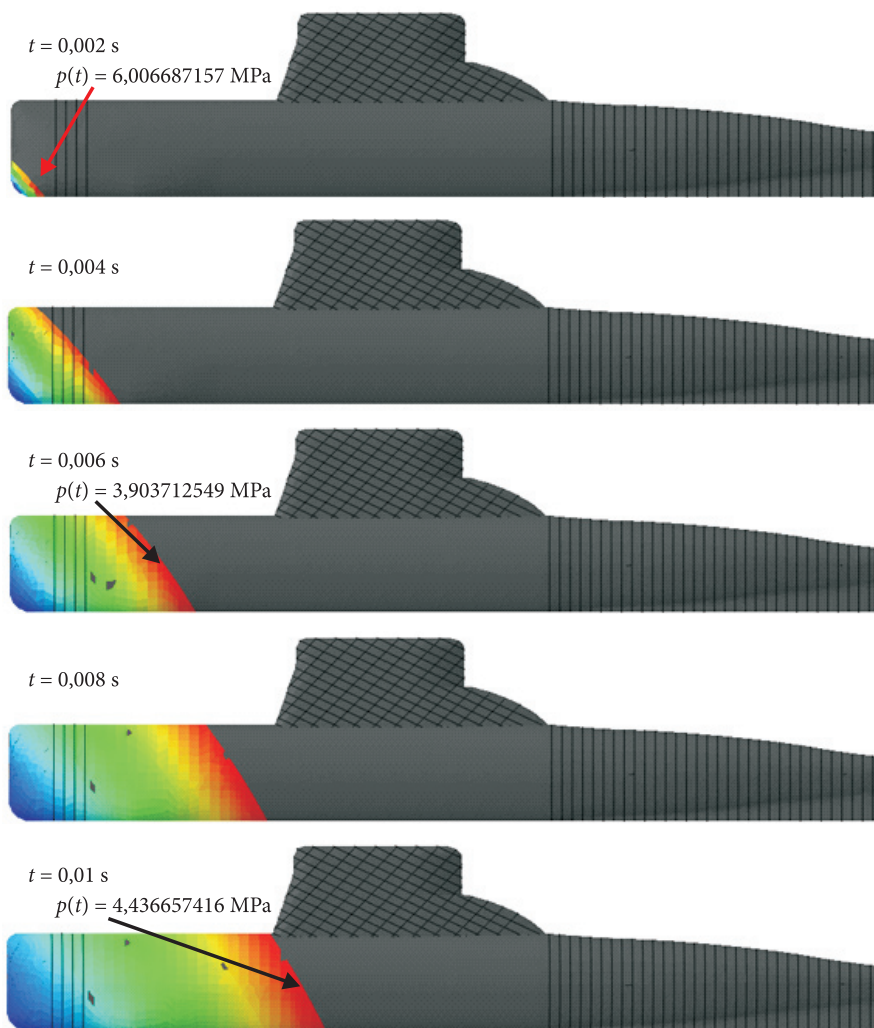 t = 0,002 s
p(t) = 6,006687157 MPa
t = 0,004 s
t = 0,006 s
p(t) = 3,903712549 MPa
t = 0,008 s
t = 0,01 s
p(t) = 4,436657416 MPa